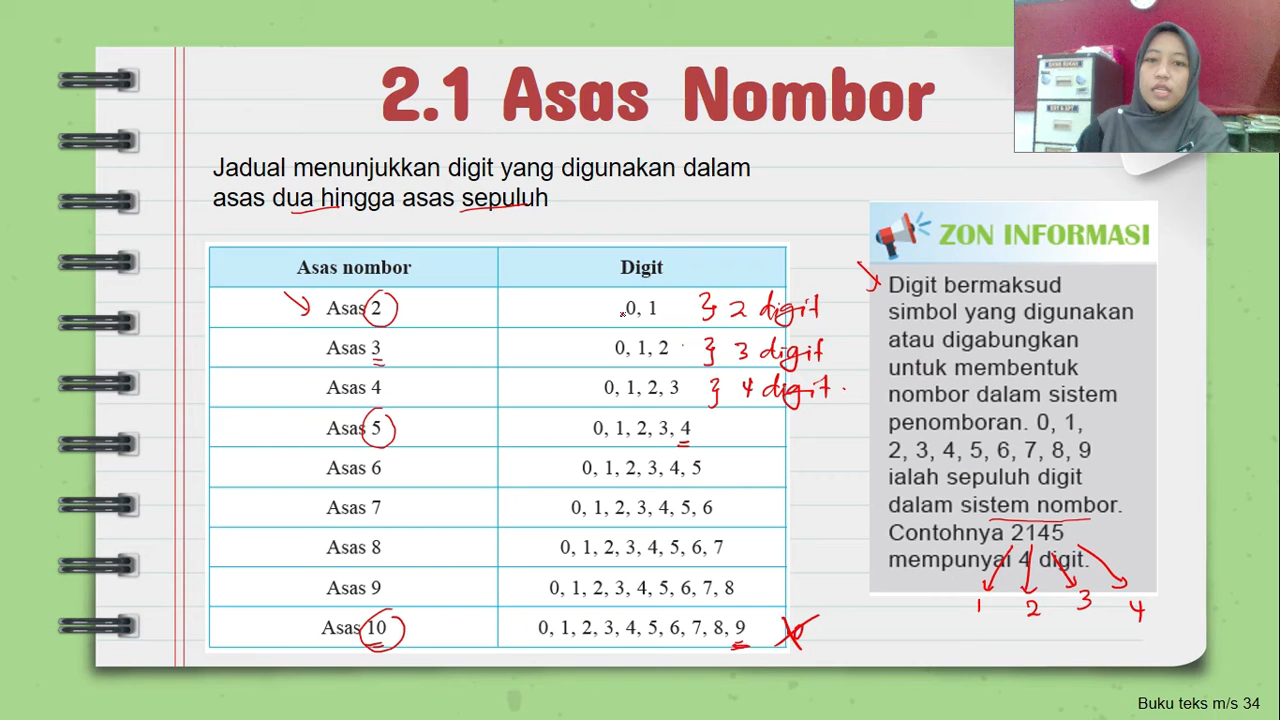 2.1 Asas Nombor
Jadual menunjukkan digit yang digunakan dalam
asas dua hingga asas sepuluh
Asas nombor Digit
Asas 2 0, 1 } 2 digit
Asas 3 0, 1, 2 } 3 digit
Asas 4 0, 1, 2, 3 } 4 digit.
Asas 5 0, 1, 2, 3, 4
Asas 6 0, 1, 2, 3, 4, 5
Asas 7 0, 1, 2, 3, 4, 5, 6
Asas 8 0, 1, 2, 3, 4, 5, 6, 7
Asas 9 0, 1, 2, 3, 4, 5, 6, 7, 8
Asas 10 0, 1, 2, 3, 4, 5, 6, 7, 8, 9 10
ZON INFORMASI
Digit bermaksud
simbol yang digunakan
atau digabungkan
untuk membentuk
nombor dalam sistem
penomboran. 0, 1,
2, 3, 4, 5, 6, 7, 8, 9
ialah sepuluh digit
dalam sistem nombor.
Contohnya 2145
mempunyai 4 digit.
1 2 3 4
Buku teks m/s 34